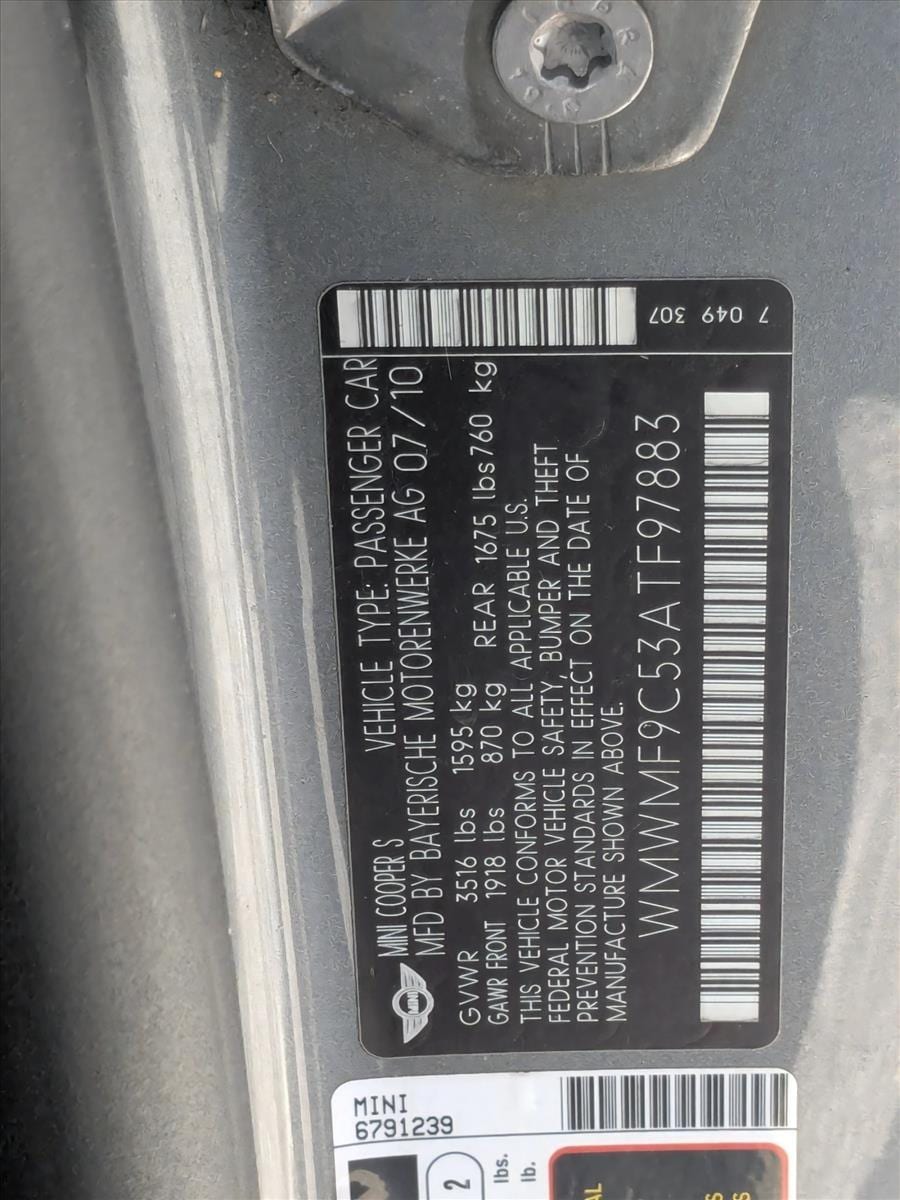 MINI COOPER S VEHICLE TYPE: PASSENGER CAR
MFD BY BAYERISCHE MOTORENWERKE AG 07/10
GVWR 3516 lbs 1595 kg
GAWR FRONT 1918 lbs 870 kg REAR 1675 lbs 760 kg
THIS VEHICLE CONFORMS TO ALL APPLICABLE U.S.
FEDERAL MOTOR VEHICLE SAFETY, BUMPER AND THEFT
PREVENTION STANDARDS IN EFFECT ON THE DATE OF
MANUFACTURE SHOWN ABOVE.
WMWMF9C53ATF97883
7 049 307
MINI
MINI
6791239
2
lbs.
lb.